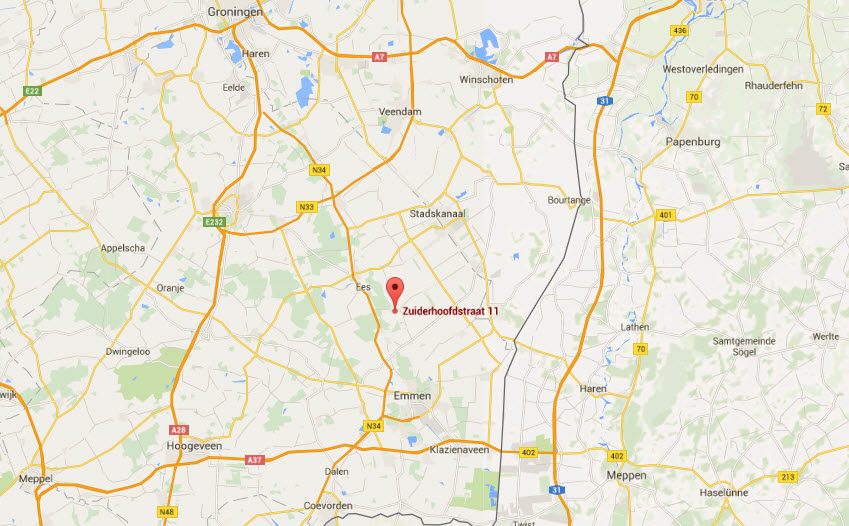 Groningen
436
Haren
A7
A7
Westoverledingen
Winschoten
Eelde
E22
Rhauderfehn
70
31
72
Veendam
Papenburg
N34
Bourtange
N33
Stadskanaal
401
E232
Appelscha
Oranje
Ees
Zuiderhoofdstraat 11
Lathen
Werlte
Samtgemeinde
Sögel
Dwingeloo
70
Haren
Emmen
N34
A28
Hoogeveen
Klazienaveen
402
402
A37
Dalen
Meppel
Meppen
213
31
Haselünne
Coevorden
N48
Twist